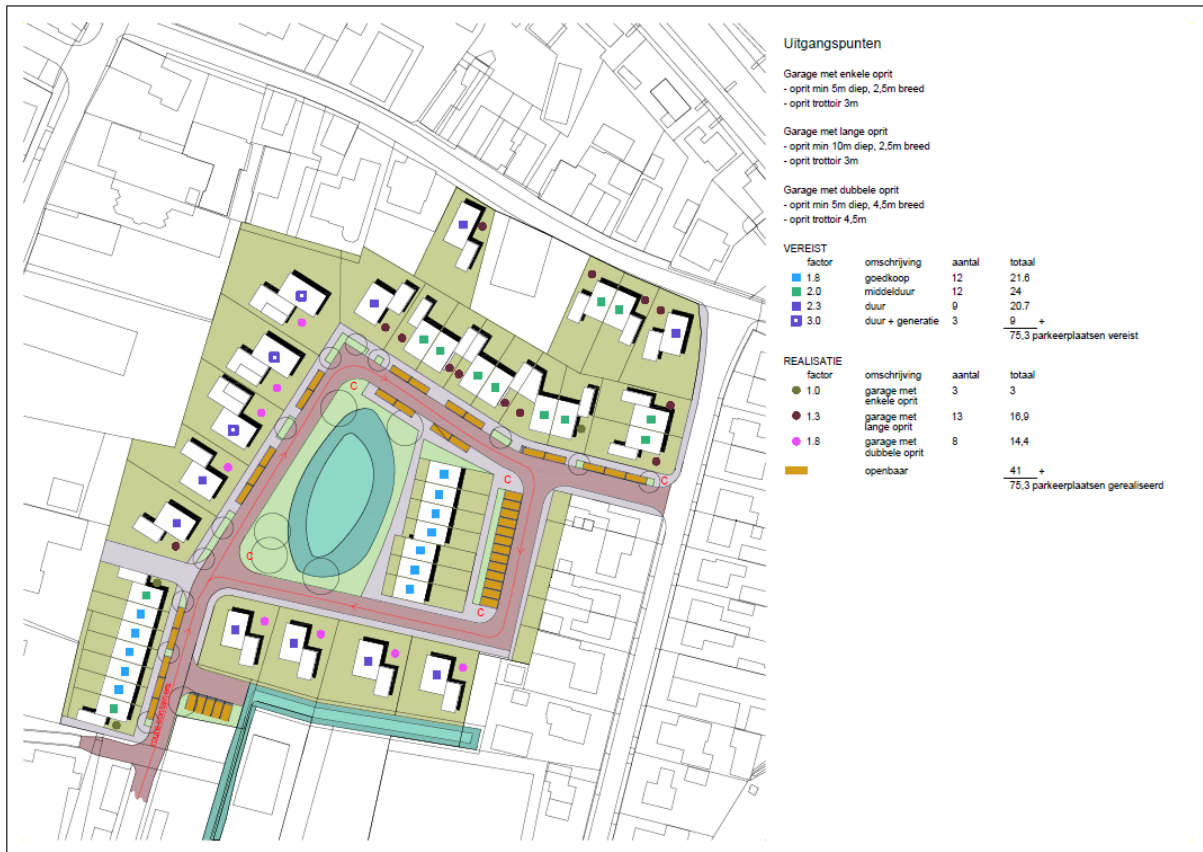 Uitgangspunten
Garage met enkele oprit
- oprit min 5m diep, 2,5m breed
- oprit trottoir 3m
Garage met lange oprit
- oprit min 10m diep, 2,5m breed
- oprit trottoir 3m
Garage met dubbele oprit
- oprit min 5m diep, 4,5m breed
- oprit trottoir 4,5m
VEREIST
factor omschrijving aantal totaal
1.8 goedkoop 12 21.6
2.0 middelduur 12 24
2.3 duur 9 20.7
3.0 duur + generatie 3 9 +
75,3 parkeerplaatsen vereist
REALISATIE
factor omschrijving aantal totaal
1.0 garage met 3 3
enkele oprit
1.3 garage met 13 16,9
lange oprit
1.8 garage met 8 14,4
dubbele oprit
openbaar 41 +
75,3 parkeerplaatsen gerealiseerd
C
C
C
C
C